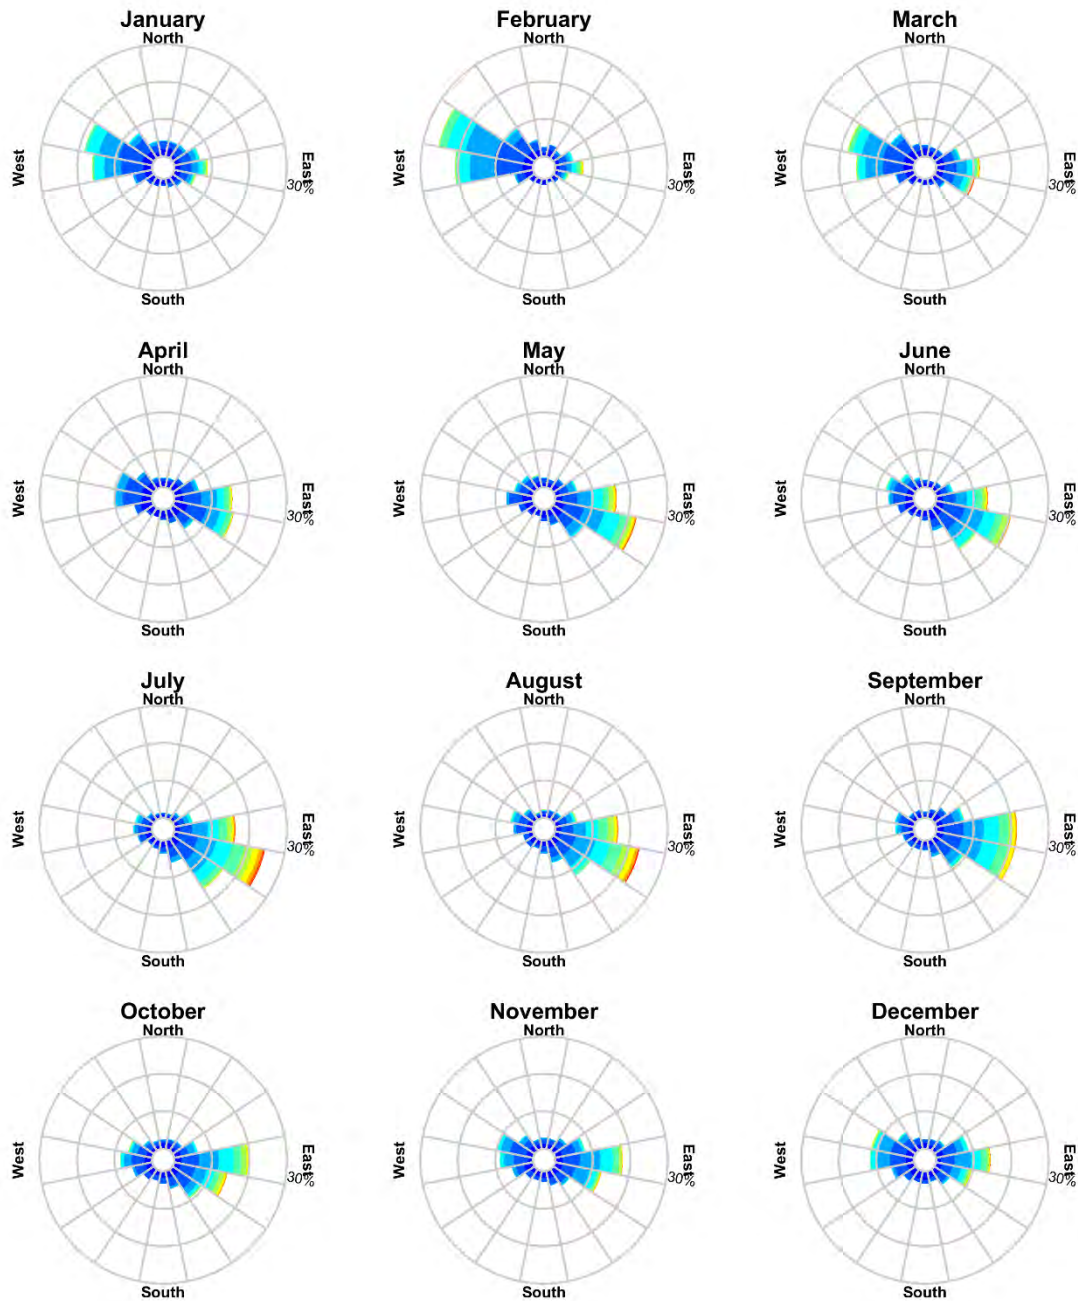 January
North
West
East
30%
South
February
North
West
East
30%
South
March
North
West
East
30%
South
April
North
West
East
30%
South
May
North
West
East
30%
South
June
North
West
East
30%
South
July
North
West
East
30%
South
August
North
West
East
30%
South
September
North
West
East
30%
South
October
North
West
East
30%
South
November
North
West
East
30%
South
December
North
West
East
30%
South